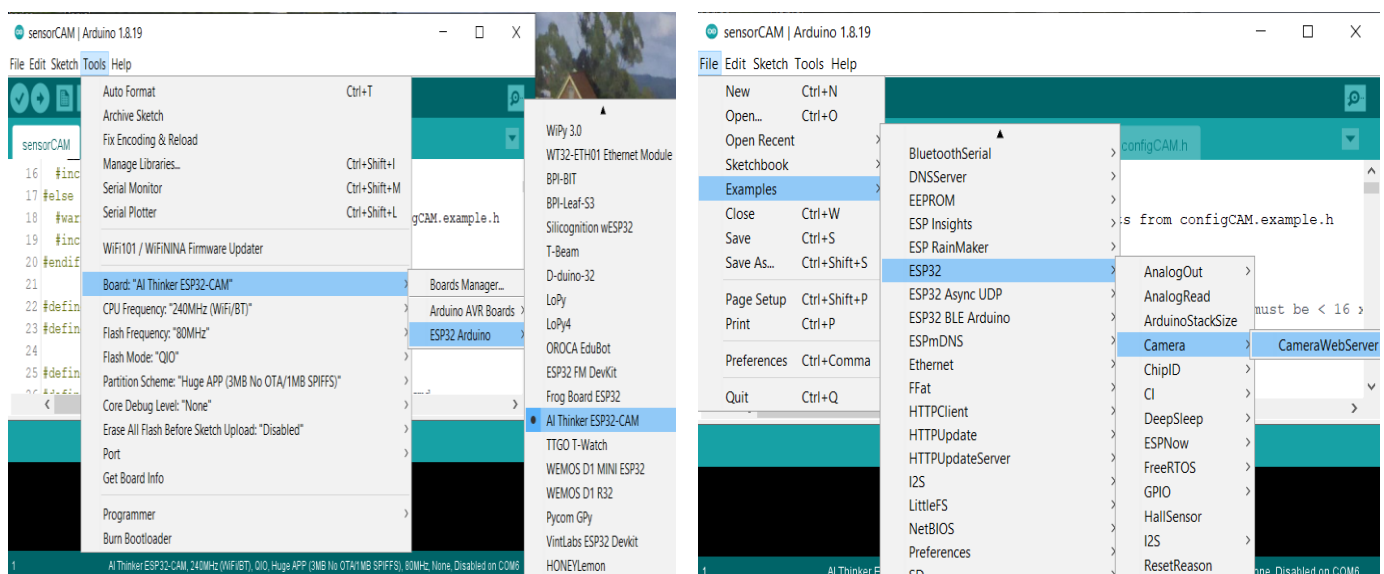 sensorCAM | Arduino 1.8.19
File Edit Sketch Tools Help
Auto Format Ctrl+T
Archive Sketch
Fix Encoding & Reload
Manage Libraries... Ctrl+Shift+I
Serial Monitor Ctrl+Shift+M
Serial Plotter Ctrl+Shift+L
WiFi101 / WiFiNINA Firmware Updater
Board: "AI Thinker ESP32-CAM"
CPU Frequency: "240MHz (WiFi/BT)"
Flash Frequency: "80MHz"
Flash Mode: "QIO"
Partition Scheme: "Huge APP (3MB No OTA/1MB SPIFFS)"
Core Debug Level: "None"
Erase All Flash Before Sketch Upload: "Disabled"
Port
Get Board Info
Programmer
Burn Bootloader
sensorCAM
16 #inc
17 #else
18 #war
19 #inc
20 #endif
21
22 #defin
23 #defin
24
25 #defin
gCAM.example.h
Boards Manager...
Arduino AVR Boards
ESP32 Arduino
WiPy 3.0
WT32-ETH01 Ethernet Module
BPI-BIT
BPI-Leaf-S3
Silicognition wESP32
T-Beam
D-duino-32
LoPy
LoPy4
OROCA EduBot
ESP32 FM DevKit
Frog Board ESP32
AI Thinker ESP32-CAM
TTGO T-Watch
WEMOS D1 MINI ESP32
WEMOS D1 R32
Pycom GPy
VintLabs ESP32 Devkit
HONEYLemon
1 AI Thinker ESP32-CAM, 240MHz (WiFi/BT), QIO, Huge APP (3MB No OTA/1MB SPIFFS), 80MHz, None, Disabled on COM6
sensorCAM | Arduino 1.8.19
File Edit Sketch Tools Help
New Ctrl+N
Open... Ctrl+O
Open Recent
Sketchbook
Examples
Close Ctrl+W
Save Ctrl+S
Save As... Ctrl+Shift+S
Page Setup Ctrl+Shift+P
Print Ctrl+P
Preferences Ctrl+Comma
Quit Ctrl+Q
BluetoothSerial
DNSServer
EEPROM
ESP Insights
ESP RainMaker
ESP32
ESP32 Async UDP
ESP32 BLE Arduino
ESPmDNS
Ethernet
FFat
HTTPClient
HTTPUpdate
HTTPUpdateServer
I2S
LittleFS
NetBIOS
Preferences
configCAM.h
s from configCAM.example.h
must be < 16
AnalogOut
AnalogRead
ArduinoStackSize
Camera
ChipID
CI
DeepSleep
ESPNow
FreeRTOS
GPIO
HallSensor
I2S
ResetReason
CameraWebServer
1 AI Thinker E
one, Disabled on COM6